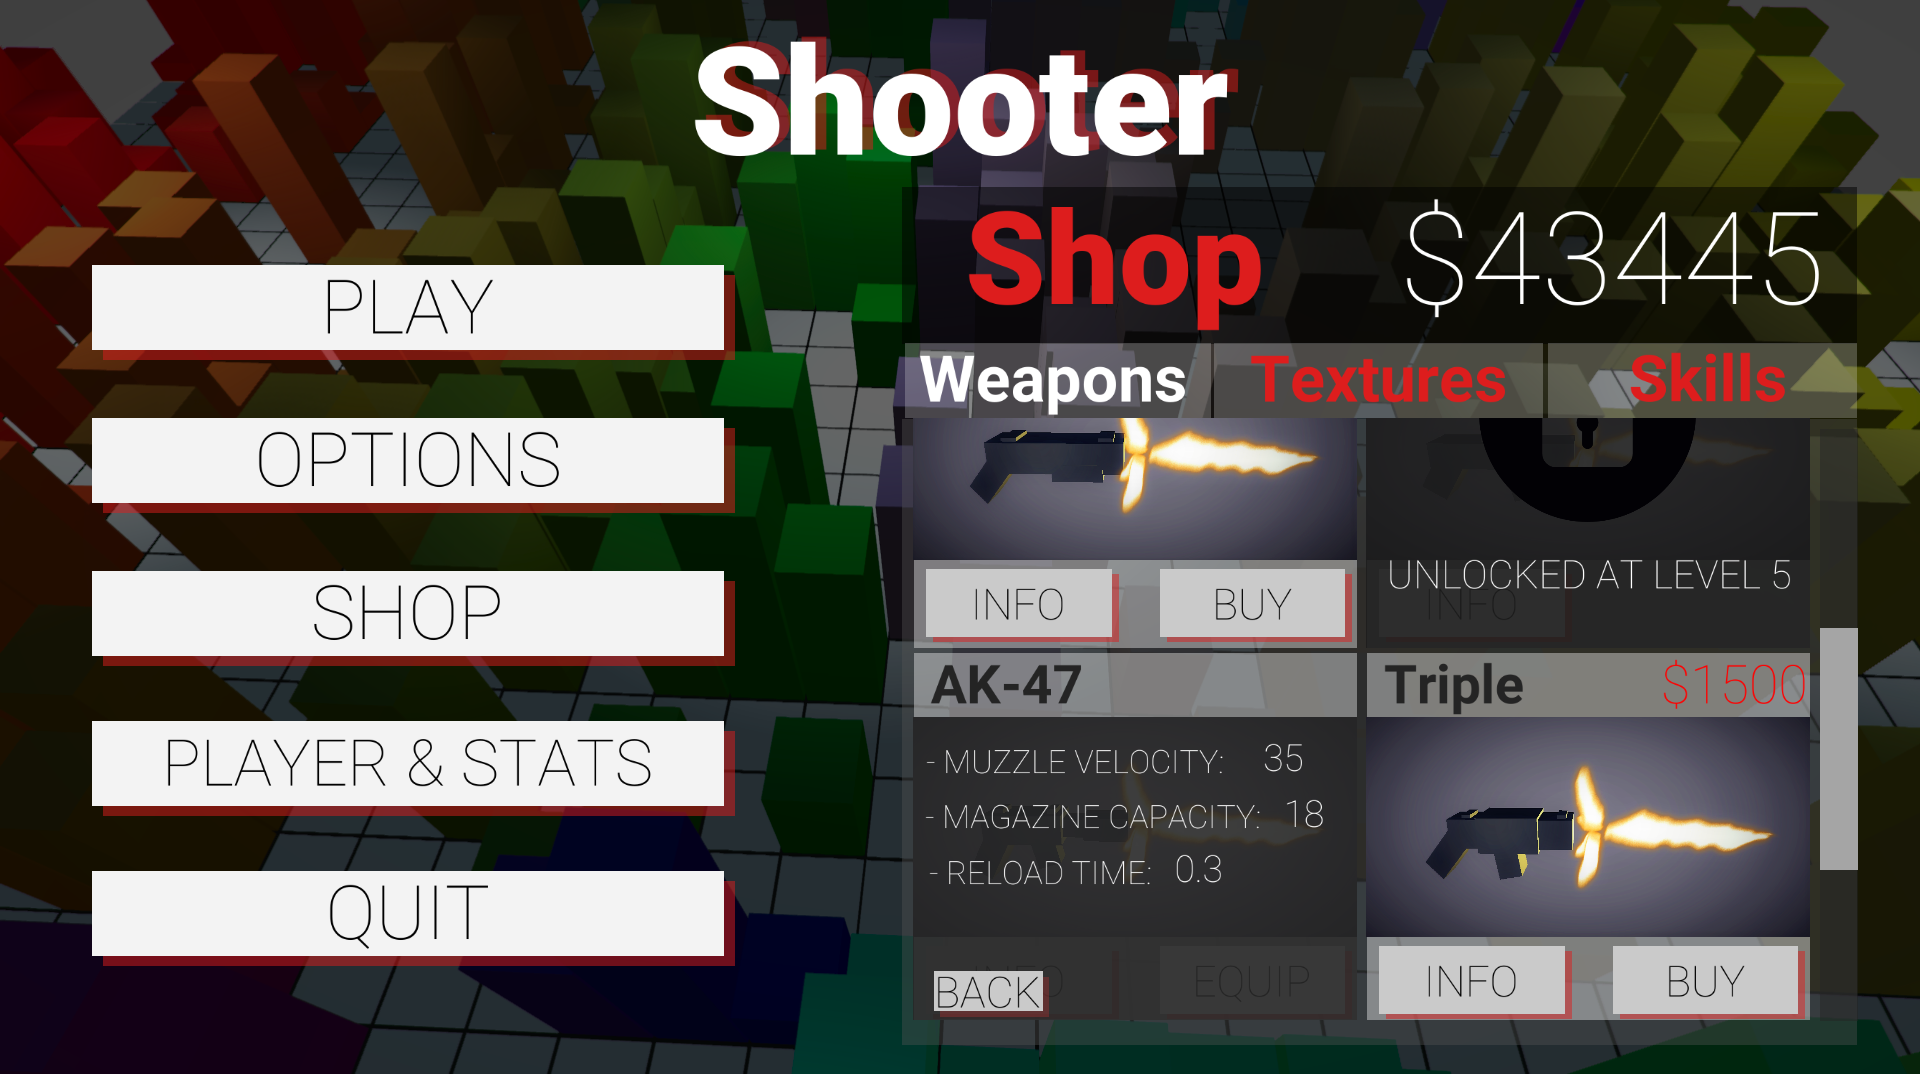 Shooter
PLAY
OPTIONS
SHOP
PLAYER & STATS
QUIT
Shop $43445
Weapons Textures Skills
INFO BUY
UNLOCKED AT LEVEL 5
INFO
AK-47
- MUZZLE VELOCITY: 35
- MAGAZINE CAPACITY: 18
- RELOAD TIME: 0.3
BACK EQUIP
Triple $1500
INFO BUY